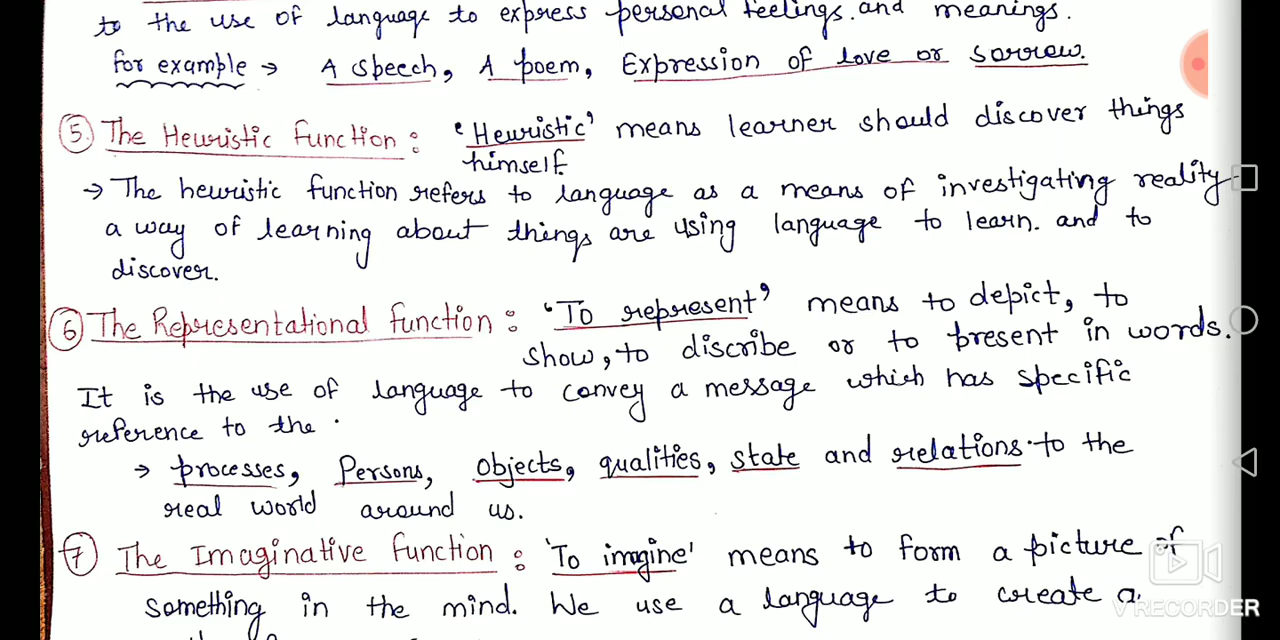 to the use of language to express personal feelings. and meanings.
for example → A speech, A poem, Expression of love or sorrow.
5. The Heuristic Function : 'Heuristic' means learner should discover things
himself.
→ The heuristic function refers to language as a means of investigating reality
a way of learning about things are using language to learn. and to
discover.
6 The Representational Function : 'To represent' means to depict, to
show, to discribe or to present in words.
It is the use of language to convey a message which has specific
reference to the
→ processes, Persons, objects, qualities, state and relations to the
real world around us.
7 The Imaginative Function : 'To imagine' means to form a picture of
something in the mind. We use a language to create a
V RECORDER